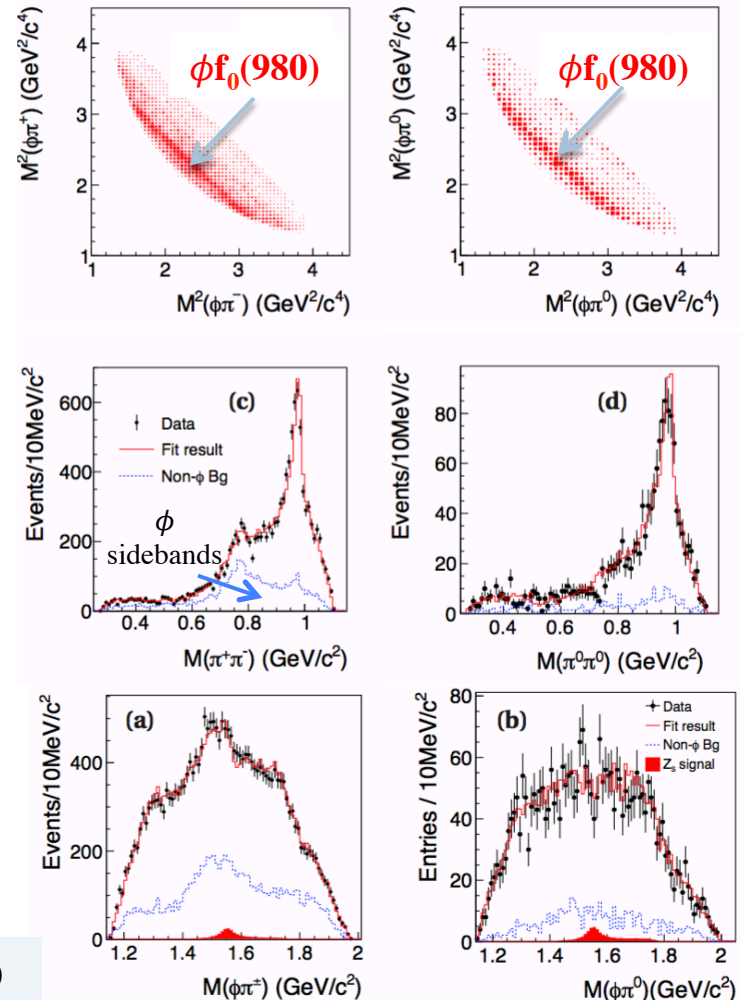 ϕf₀(980)
M²(ϕπ⁺) (GeV²/c⁴)
4
3
2
1
1 2 3 4
M²(ϕπ⁻) (GeV²/c⁴)
ϕf₀(980)
M²(ϕπ⁰) (GeV²/c⁴)
4
3
2
1
1 2 3 4
M²(ϕπ⁰) (GeV²/c⁴)
Events/10MeV/c²
600
400
200
0
(c)
Data
Fit result
Non-ϕ Bg
ϕ
sidebands
0.4 0.6 0.8 1
M(π⁺π⁻) (GeV/c²)
Events/10MeV/c²
80
60
40
20
0
(d)
0.4 0.6 0.8 1
M(π⁰π⁰) (GeV/c²)
Events/10MeV/c²
400
200
0
(a)
1.2 1.4 1.6 1.8 2
M(ϕπ±) (GeV/c²)
Entries / 10MeV/c²
80
60
40
20
0
(b)
Data
Fit result
Non-ϕ Bg
Zₛ signal
1.2 1.4 1.6 1.8 2
M(ϕπ⁰)(GeV/c²)
)